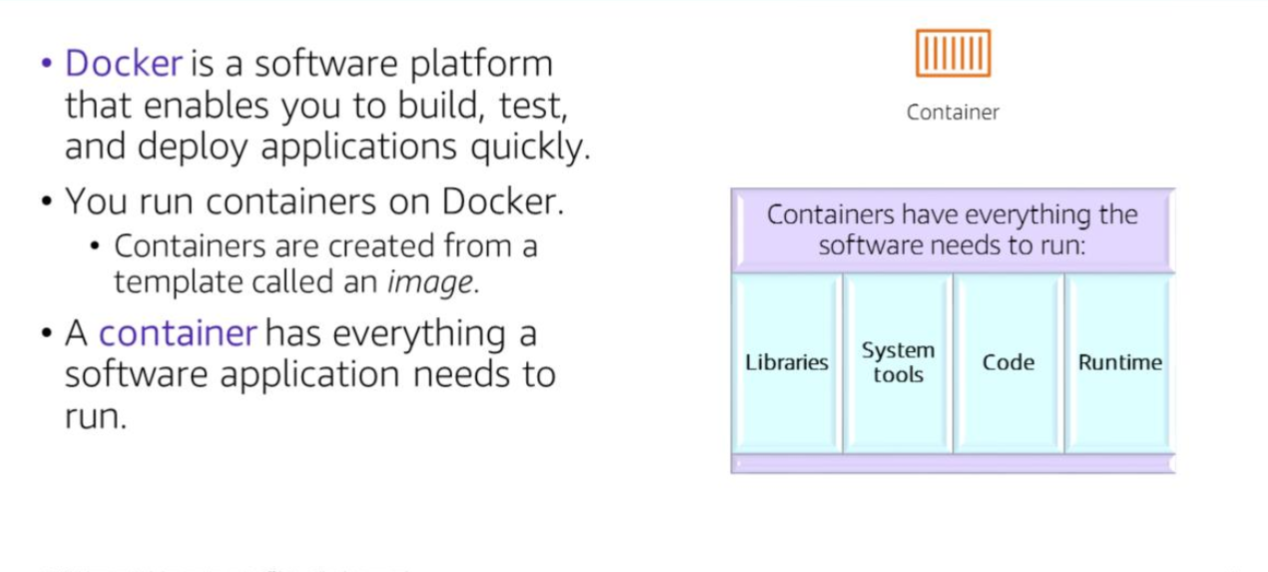 • Docker is a software platform
that enables you to build, test,
and deploy applications quickly.
• You run containers on Docker.
• Containers are created from a
template called an image.
• A container has everything a
software application needs to
run.
Container
Containers have everything the
software needs to run:
Libraries
System
tools
Code
Runtime